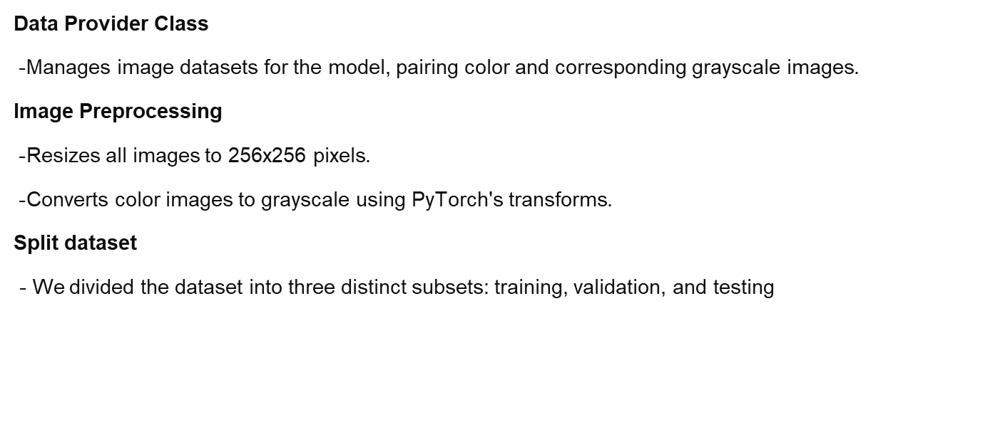 Data Provider Class
-Manages image datasets for the model, pairing color and corresponding grayscale images.
Image Preprocessing
-Resizes all images to 256x256 pixels.
-Converts color images to grayscale using PyTorch's transforms.
Split dataset
- We divided the dataset into three distinct subsets: training, validation, and testing